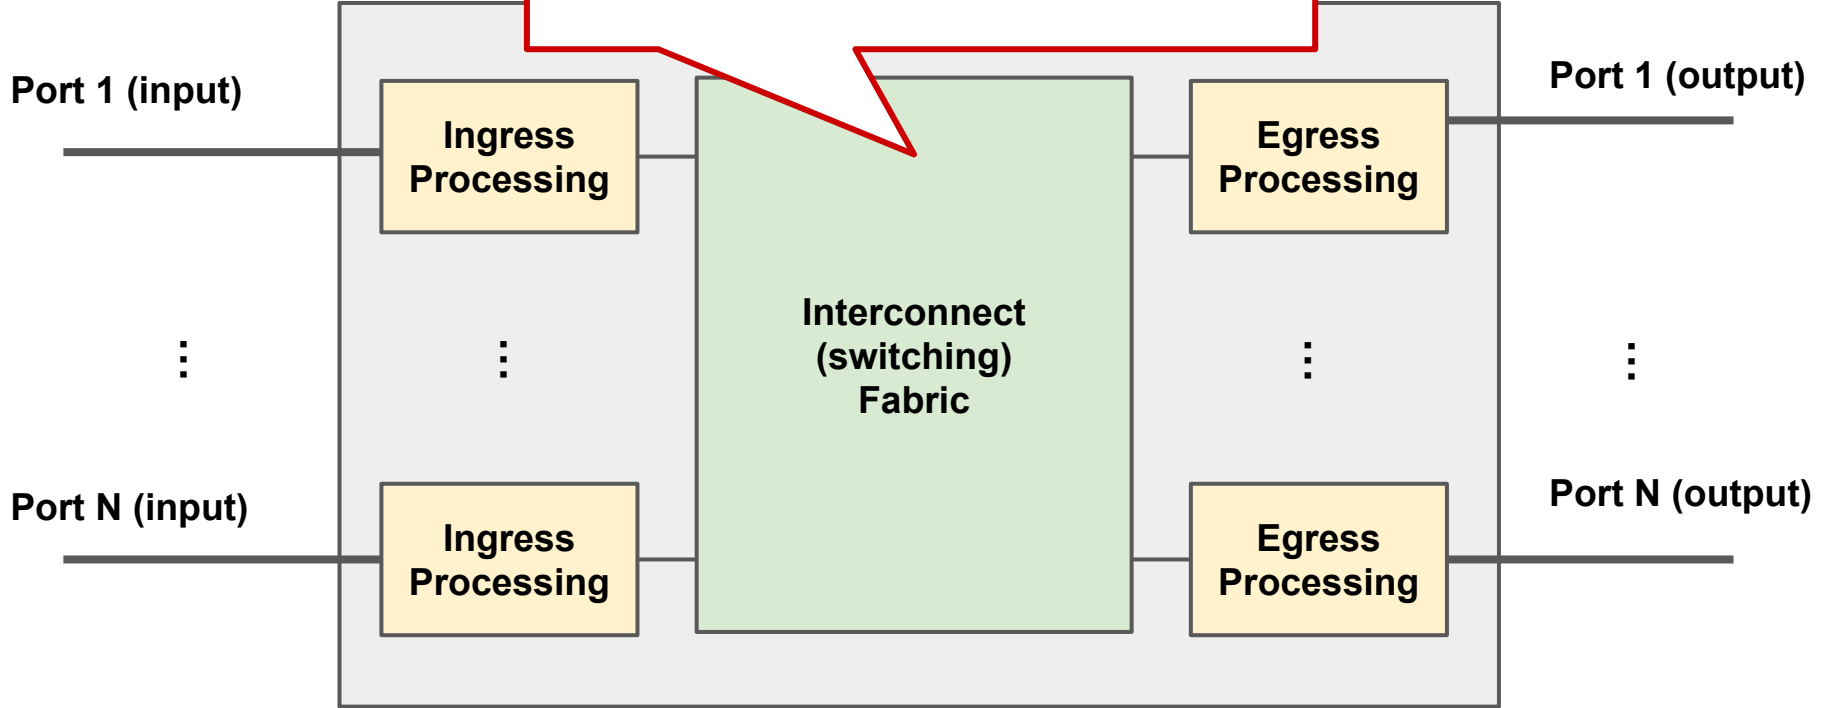 Port 1 (input)
Ingress
Processing
Egress
Processing
Port 1 (output)
⋮
⋮
Interconnect
(switching)
Fabric
⋮
⋮
Port N (input)
Ingress
Processing
Egress
Processing
Port N (output)